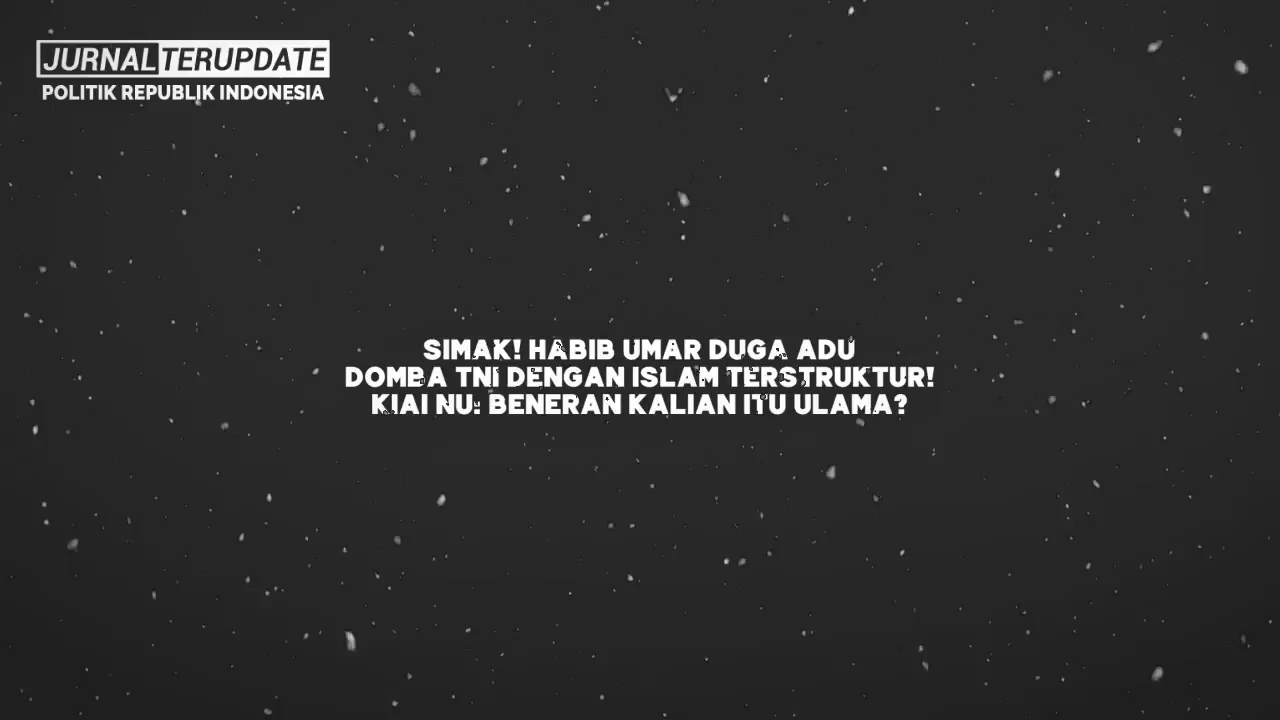 JURNALTERUPDATE
POLITIK REPUBLIK INDONESIA
SIMAK! HABIB UMAR DUGA ADU
DOMBA TNI DENGAN ISLAM TERSTRUKTUR!
KIAI NU: BENERAN KALIAN ITU ULAMA?